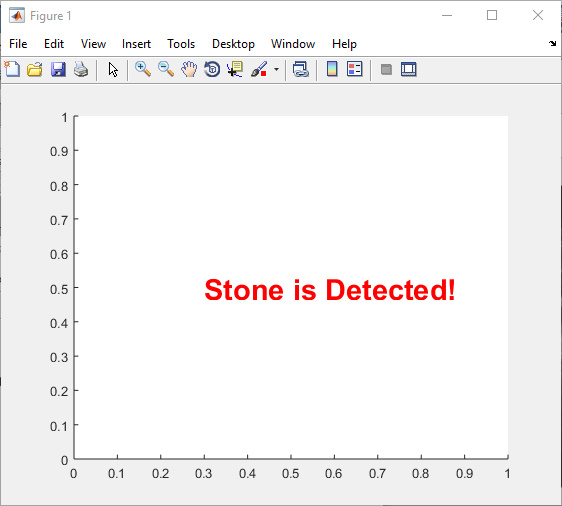 Figure 1
File Edit View Insert Tools Desktop Window Help
1
0.9
0.8
0.7
0.6
Stone is Detected!
0.5
0.4
0.3
0.2
0.1
0
0 0.1 0.2 0.3 0.4 0.5 0.6 0.7 0.8 0.9 1